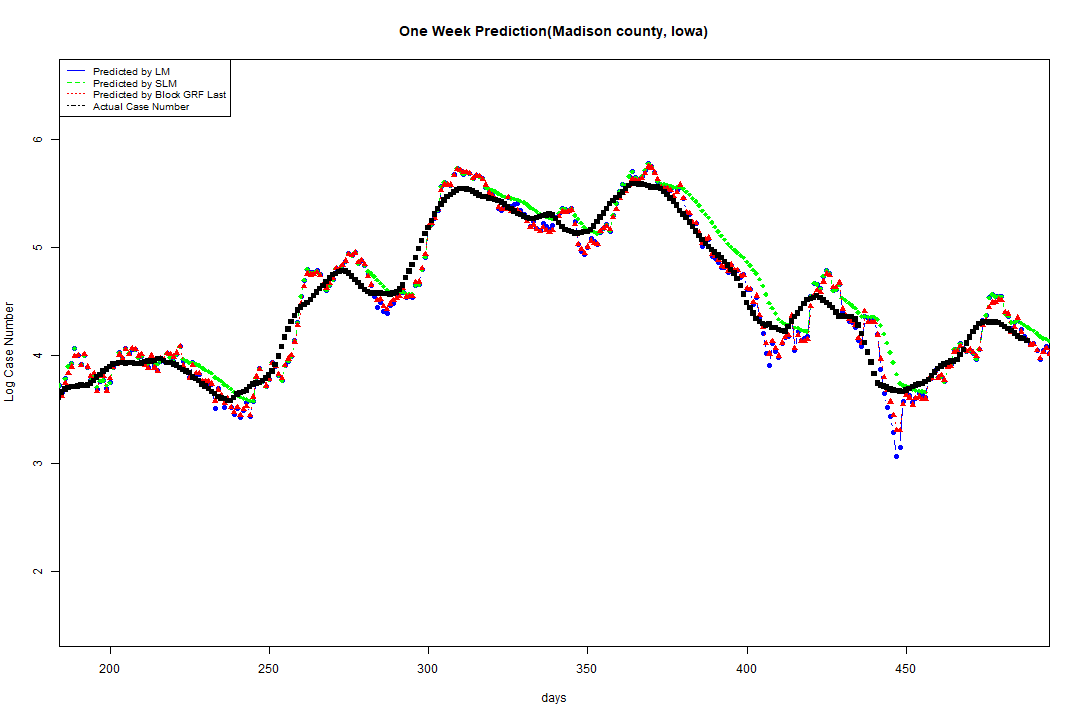 One Week Prediction(Madison county, Iowa)
Predicted by LM
Predicted by SLM
Predicted by Block GRF Last
Actual Case Number
6
5
4
3
2
Log Case Number
200 250 300 350 400 450
days